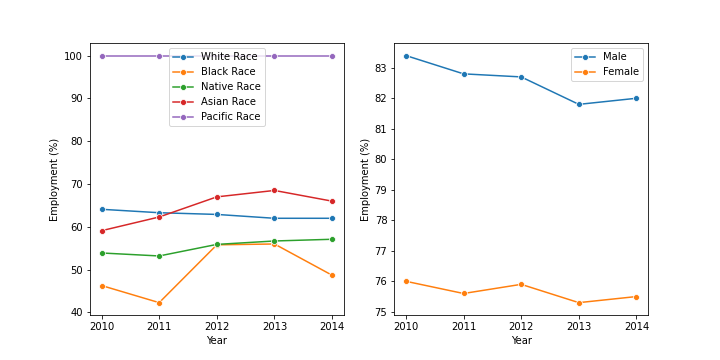 White Race
Black Race
Native Race
Asian Race
Pacific Race
100
90
80
70
60
50
40
Employment (%)
2010 2011 2012 2013 2014
Year
Male
Female
83
82
81
80
79
78
77
76
75
Employment (%)
2010 2011 2012 2013 2014
Year